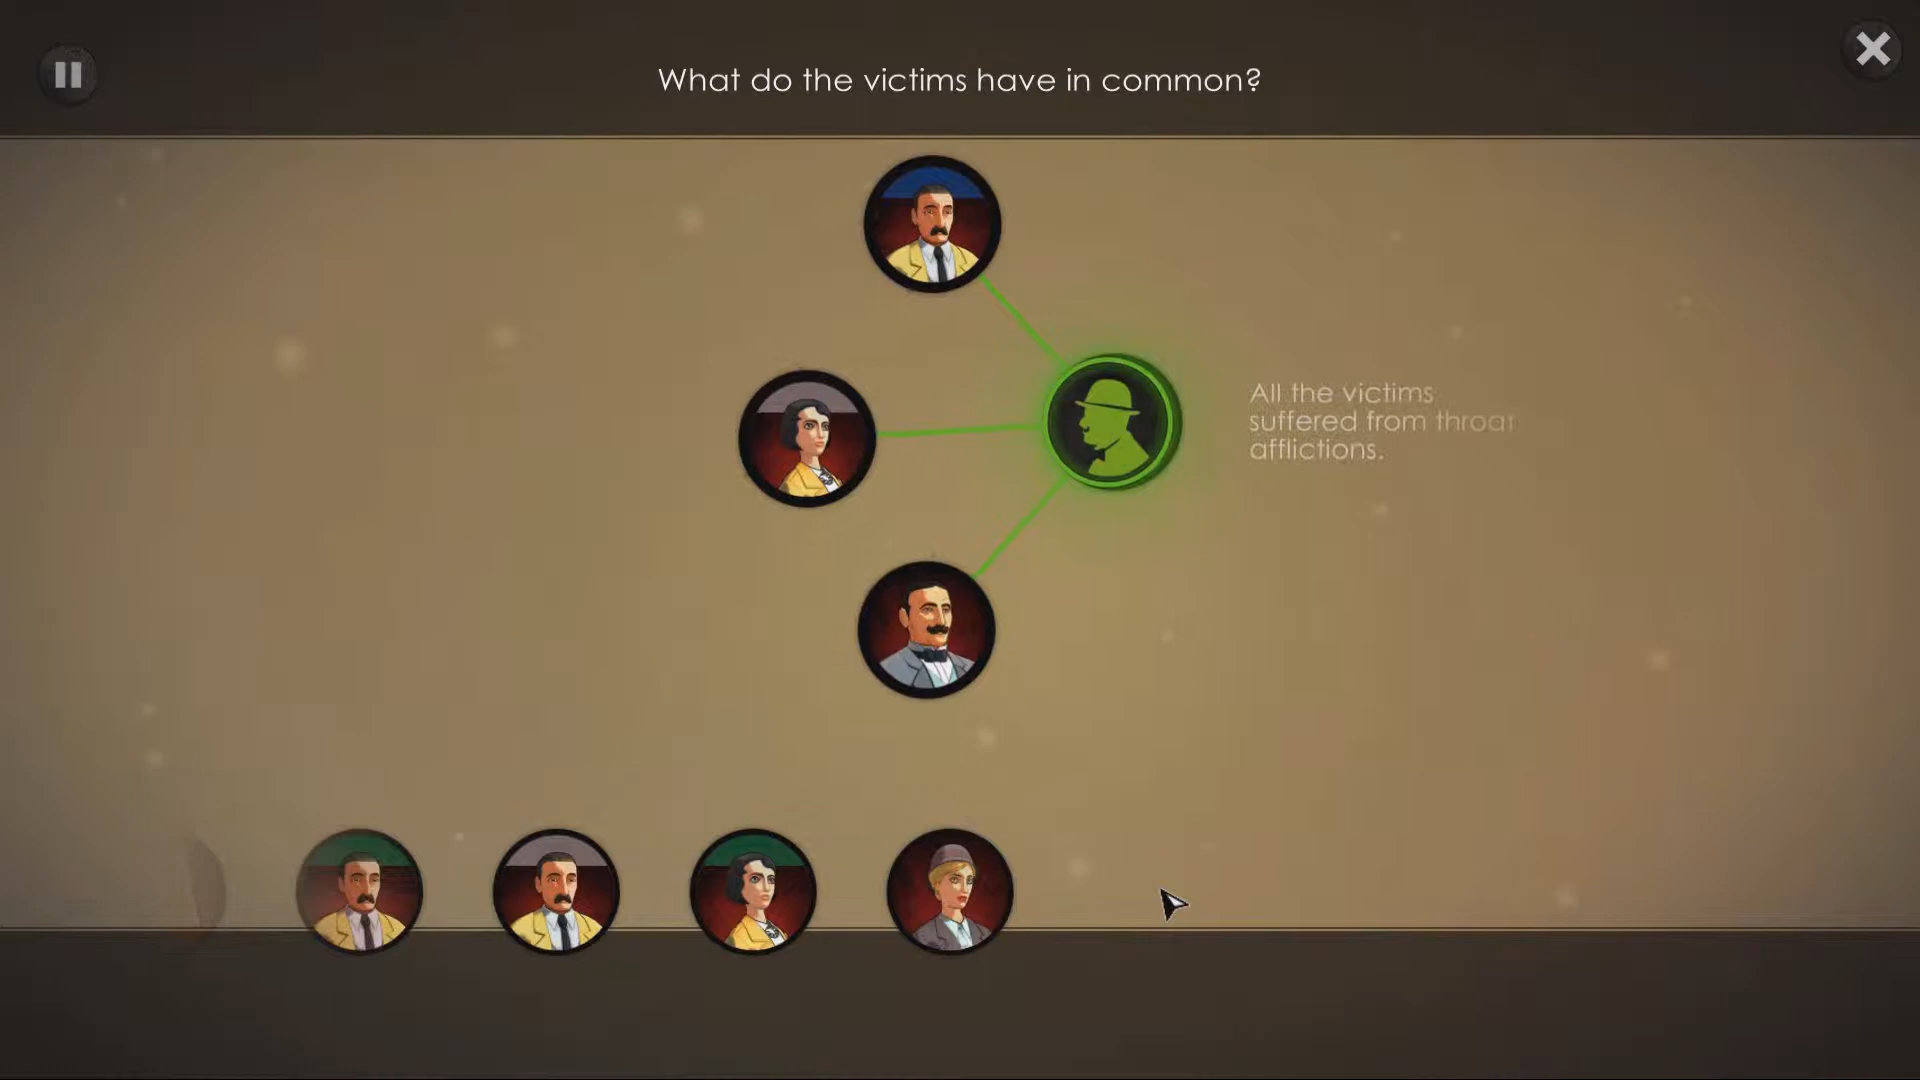 What do the victims have in common?
All the victims
suffered from throat
afflictions.